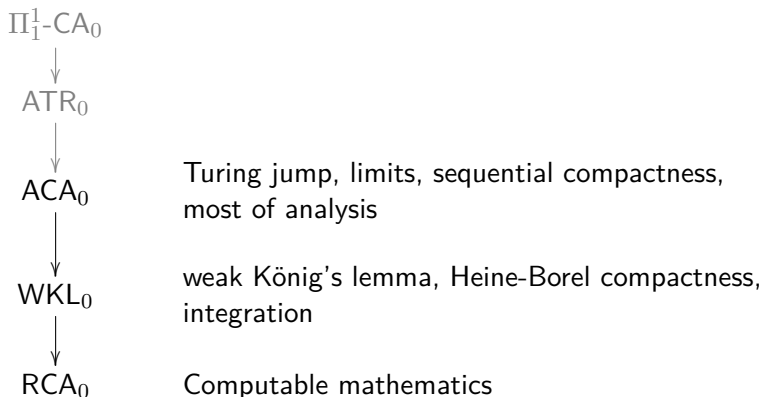 Π¹₁-CA₀
ATR₀
ACA₀
Turing jump, limits, sequential compactness,
most of analysis
WKL₀
weak König's lemma, Heine-Borel compactness,
integration
RCA₀
Computable mathematics